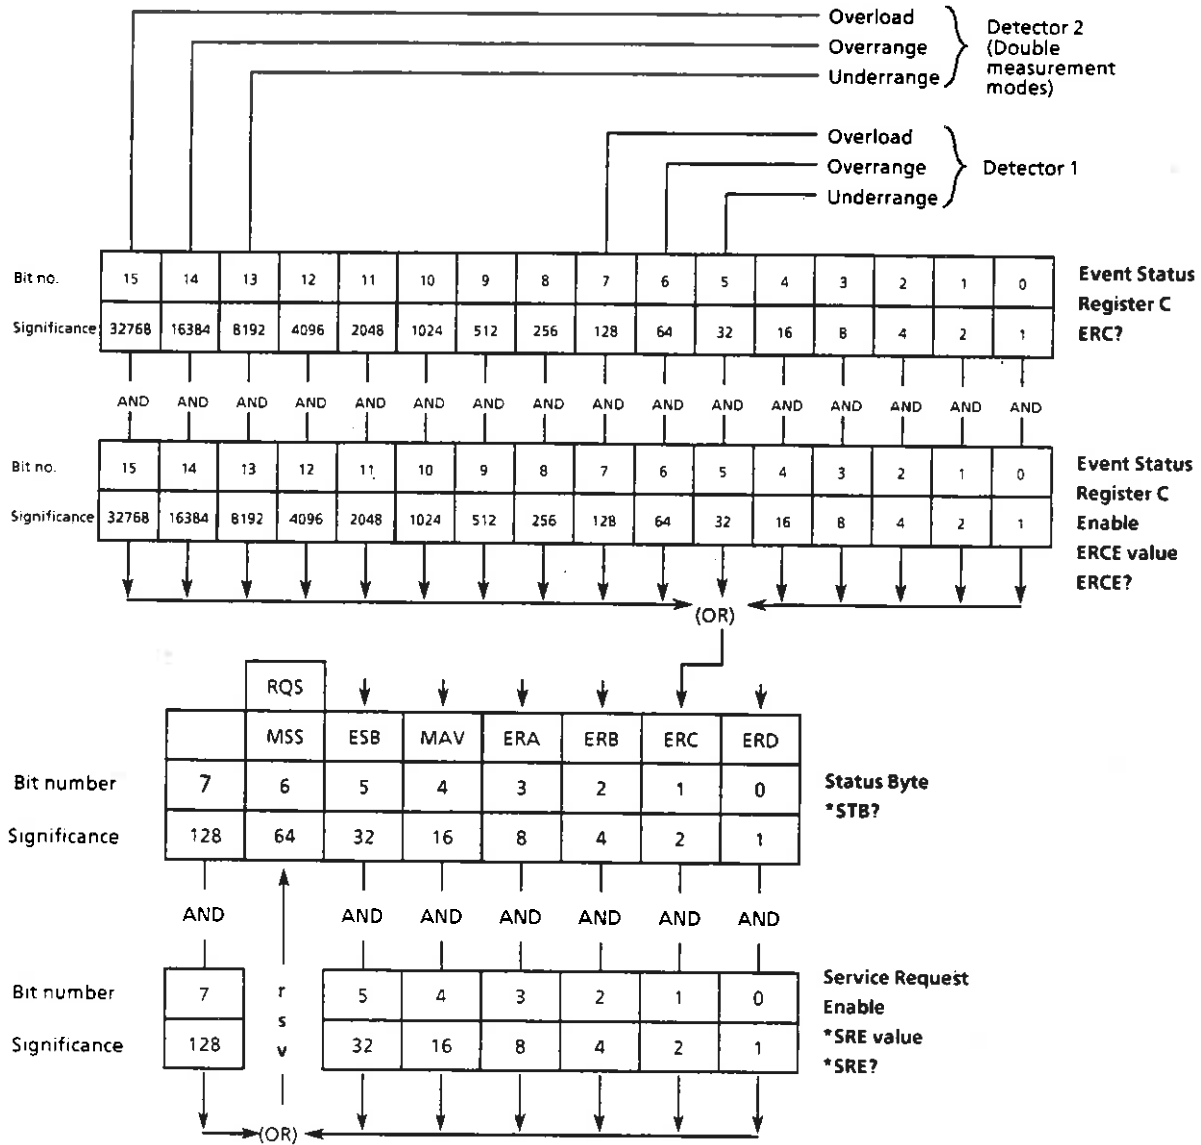 Overload
Overrange
Underrange
Detector 2
(Double
measurement
modes)
Overload
Overrange
Underrange
Detector 1
Bit no. 15 14 13 12 11 10 9 8 7 6 5 4 3 2 1 0
Significance 32768 16384 8192 4096 2048 1024 512 256 128 64 32 16 8 4 2 1
Event Status
Register C
ERC?
AND AND AND AND AND AND AND AND AND AND AND AND AND AND AND AND
Bit no. 15 14 13 12 11 10 9 8 7 6 5 4 3 2 1 0
Significance 32768 16384 8192 4096 2048 1024 512 256 128 64 32 16 8 4 2 1
Event Status
Register C
Enable
ERCE value
ERCE?
(OR)
RQS
MSS ESB MAV ERA ERB ERC ERD
Bit number 7 6 5 4 3 2 1 0
Significance 128 64 32 16 8 4 2 1
Status Byte
*STB?
AND AND AND AND AND AND AND
Bit number 7 5 4 3 2 1 0
Significance 128 32 16 8 4 2 1
r
s
v
Service Request
Enable
*SRE value
*SRE?
(OR)